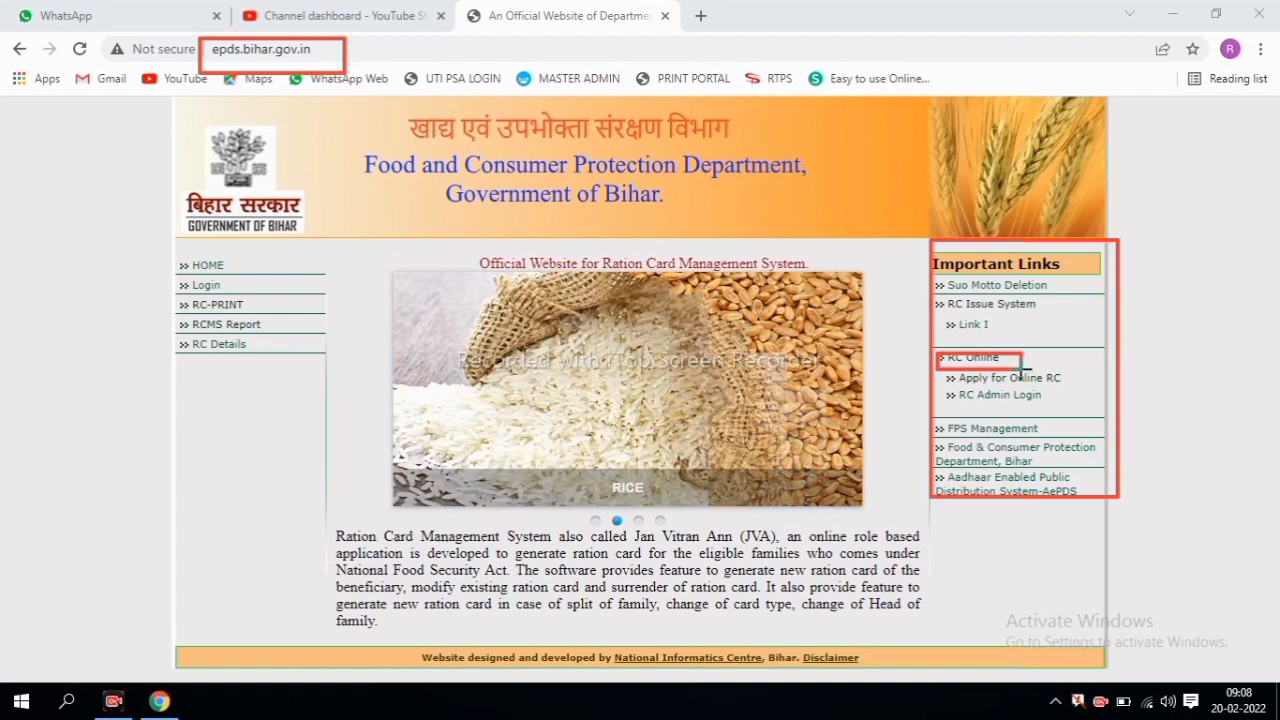 WhatsApp
Channel dashboard - YouTube St
An Official Website of Departmen
Not secure epds.bihar.gov.in
R
Apps Gmail YouTube Maps WhatsApp Web UTI PSA LOGIN MASTER ADMIN PRINT PORTAL RTPS Easy to use Online... Reading list
खाद्य एवं उपभोक्ता संरक्षण विभाग
Food and Consumer Protection Department,
Government of Bihar.
बिहार सरकार
GOVERNMENT OF BIHAR
HOME
Login
RC-PRINT
RCMS Report
RC Details
Official Website for Ration Card Management System.
Recorded with iTop Screen Recorder
RICE
Important Links
Suo Motto Deletion
RC Issue System
Link I
RC Online
Apply for Online RC
RC Admin Login
FPS Management
Food & Consumer Protection
Department, Bihar
Aadhaar Enabled Public
Distribution System-AePDS
Ration Card Management System also called Jan Vitran Ann (JVA), an online role based
application is developed to generate ration card for the eligible families who comes under
National Food Security Act. The software provides feature to generate new ration card of the
beneficiary, modify existing ration card and surrender of ration card. It also provide feature to
generate new ration card in case of split of family, change of card type, change of Head of
family.
Activate Windows
Go to Settings to activate Windows.
Website designed and developed by National Informatics Centre, Bihar. Disclaimer
09:08
20-02-2022